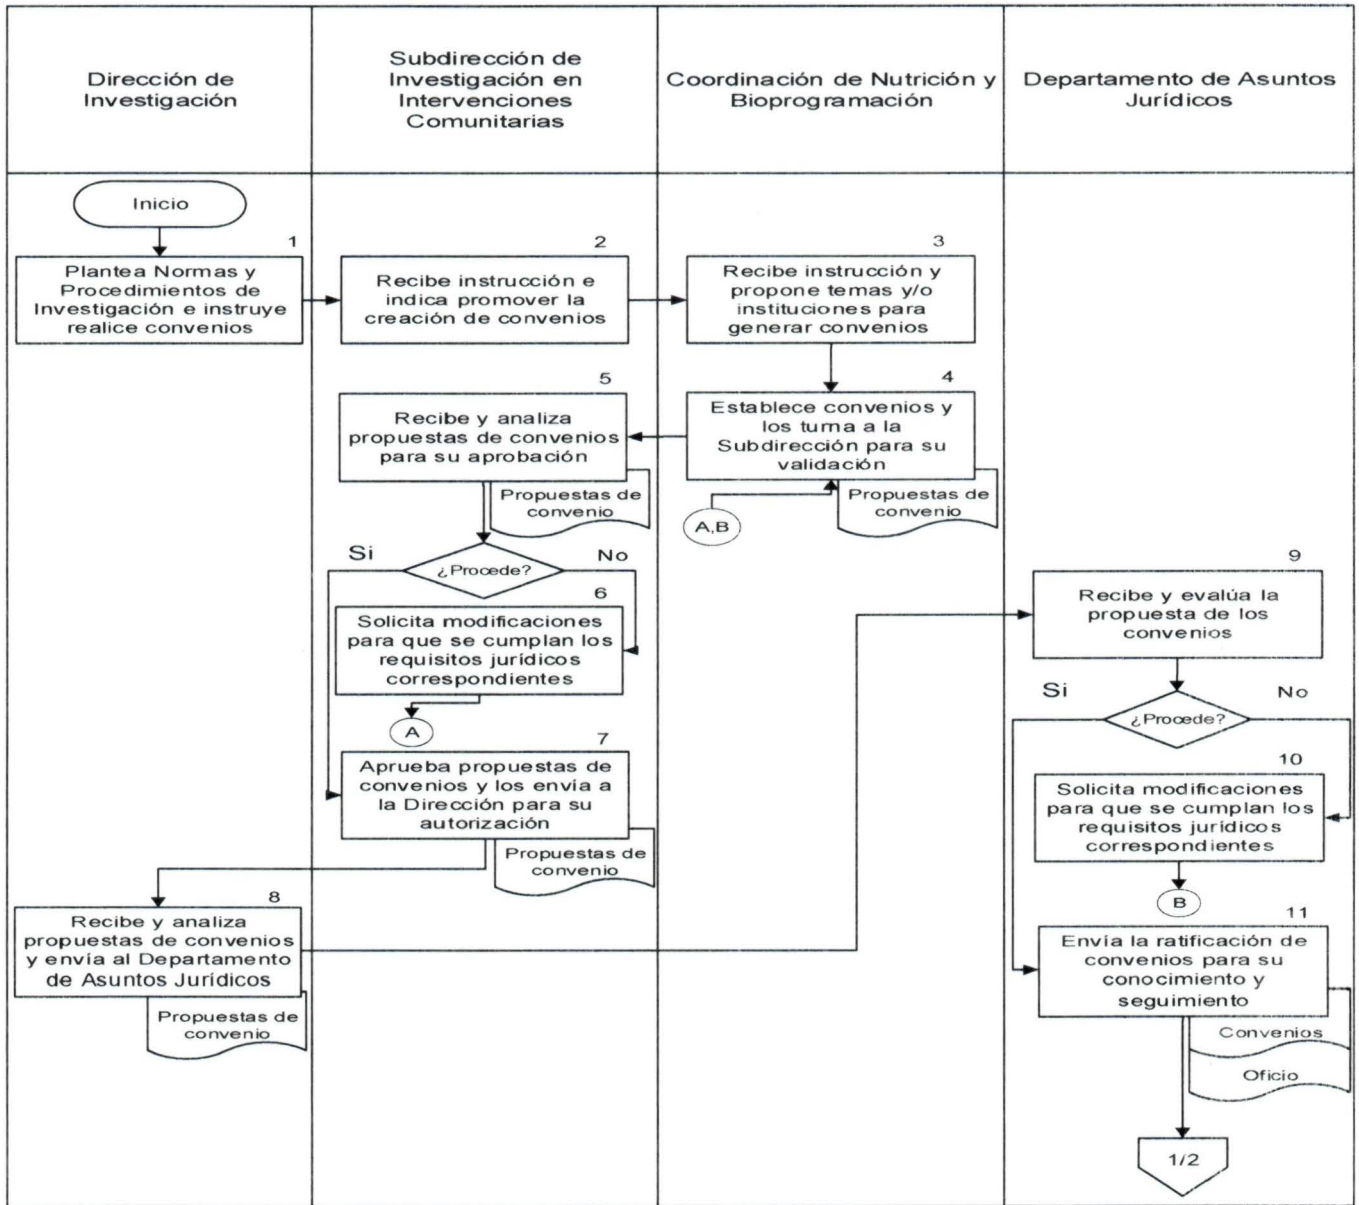 Dirección de
Investigación
Subdirección de
Investigación en
Intervenciones
Comunitarias
Coordinación de Nutrición y
Bioprogramación
Departamento de Asuntos
Jurídicos
Inicio
1
Plantea Normas y
Procedimientos de
Investigación e instruye
realice convenios
2
Recibe instrucción e
indica promover la
creación de convenios
3
Recibe instrucción y
propone temas y/o
instituciones para
generar convenios
4
Establece convenios y
los turna a la
Subdirección para su
validación
Propuestas de
convenio
A,B
5
Recibe y analiza
propuestas de convenios
para su aprobación
Propuestas de
convenio
¿Procede?
Si
No
6
Solicita modificaciones
para que se cumplan los
requisitos jurídicos
correspondientes
A
7
Aprueba propuestas de
convenios y los envía a
la Dirección para su
autorización
Propuestas de
convenio
8
Recibe y analiza
propuestas de convenios
y envía al Departamento
de Asuntos Jurídicos
Propuestas de
convenio
9
Recibe y evalúa la
propuesta de los
convenios
¿Procede?
Si
No
10
Solicita modificaciones
para que se cumplan los
requisitos jurídicos
correspondientes
B
11
Envía la ratificación de
convenios para su
conocimiento y
seguimiento
Convenios
Oficio
1/2